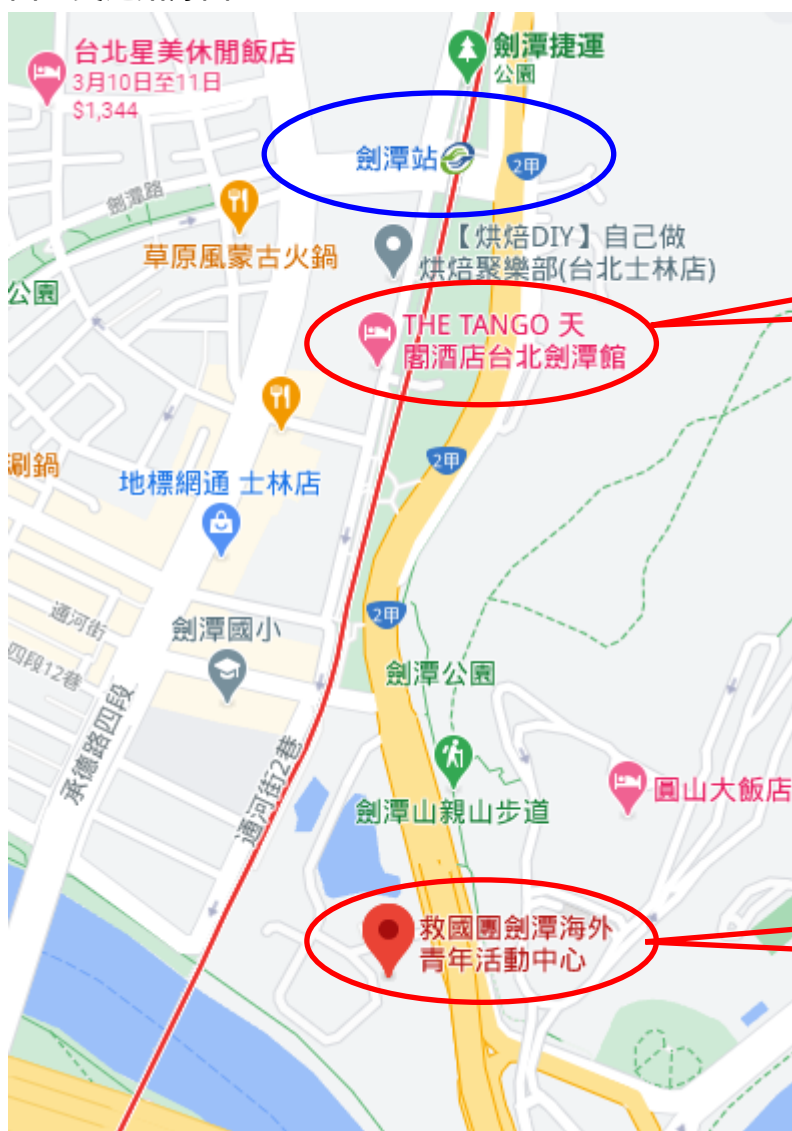 台北星美休閒飯店
3月10日至11日
$1,344
劍潭捷運
公園
劍潭站
2甲
劍潭路
草原風蒙古火鍋
【烘焙DIY】自己做
烘焙聚樂部(台北士林店)
公園
THE TANGO 天
閣酒店台北劍潭館
涮鍋
2甲
地標網通 士林店
通河街
四段12巷
劍潭國小
2甲
劍潭公園
承德路四段
通河街2巷
劍潭山親山步道
圓山大飯店
救國團劍潭海外
青年活動中心